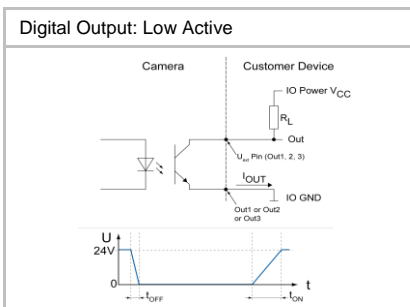 Digital Output: Low Active
Camera
Customer Device
IO Power VCC
RL
Out
Uext Pin (Out1, 2, 3)
IOUT
IO GND
Out1 or Out2
or Out3
U
24V
0
t
tOFF
tON